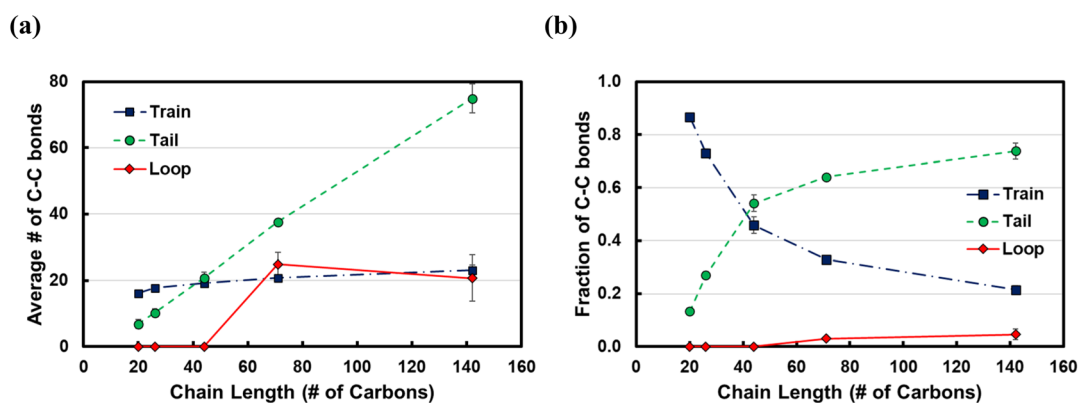 (a)
Average # of C-C bonds
80
60
40
20
0
Train
Tail
Loop
0 20 40 60 80 100 120 140 160
Chain Length (# of Carbons)
(b)
Fraction of C-C bonds
1.0
0.8
0.6
0.4
0.2
0.0
Train
Tail
Loop
0 20 40 60 80 100 120 140 160
Chain Length (# of Carbons)